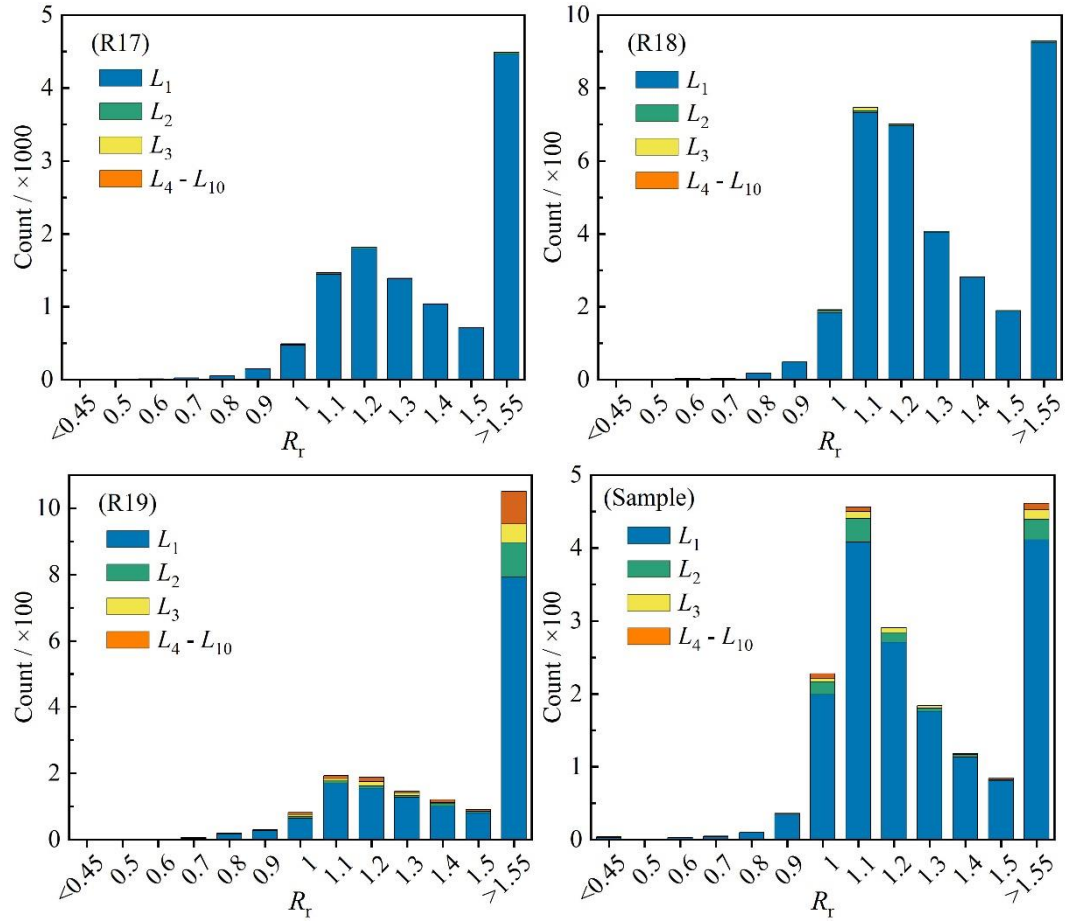 (R17)
L₁
L₂
L₃
L₄ - L₁₀
Count / ×1000
5
4
3
2
1
0
<0.45 0.5 0.6 0.7 0.8 0.9 1 1.1 1.2 1.3 1.4 1.5 >1.55
Rᵣ
(R18)
L₁
L₂
L₃
L₄ - L₁₀
Count / ×100
10
8
6
4
2
0
<0.45 0.5 0.6 0.7 0.8 0.9 1 1.1 1.2 1.3 1.4 1.5 >1.55
Rᵣ
(R19)
L₁
L₂
L₃
L₄ - L₁₀
Count / ×100
10
8
6
4
2
0
<0.45 0.5 0.6 0.7 0.8 0.9 1 1.1 1.2 1.3 1.4 1.5 >1.55
Rᵣ
(Sample)
L₁
L₂
L₃
L₄ - L₁₀
Count / ×100
5
4
3
2
1
0
<0.45 0.5 0.6 0.7 0.8 0.9 1 1.1 1.2 1.3 1.4 1.5 >1.55
Rᵣ